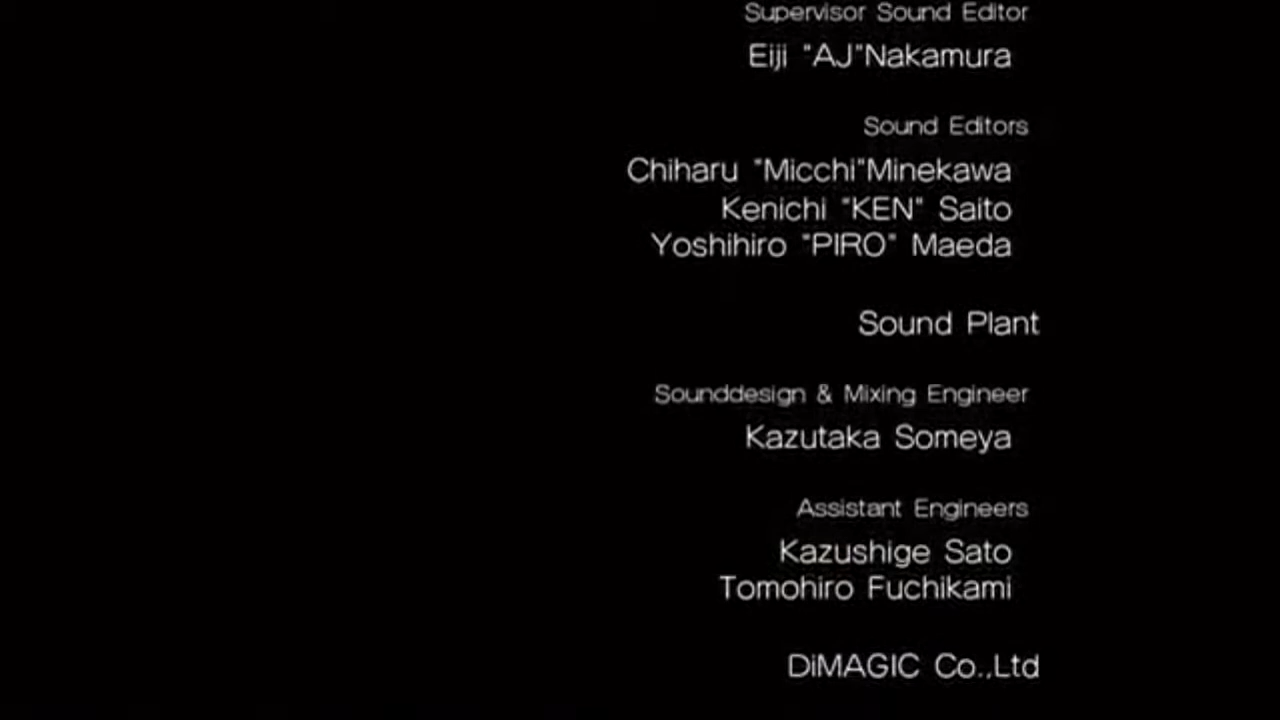 Supervisor Sound Editor
Eiji "AJ"Nakamura
Sound Editors
Chiharu "Micchi"Minekawa
Kenichi "KEN" Saito
Yoshihiro "PIRO" Maeda
Sound Plant
Sounddesign & Mixing Engineer
Kazutaka Someya
Assistant Engineers
Kazushige Sato
Tomohiro Fuchikami
DiMAGIC Co.,Ltd